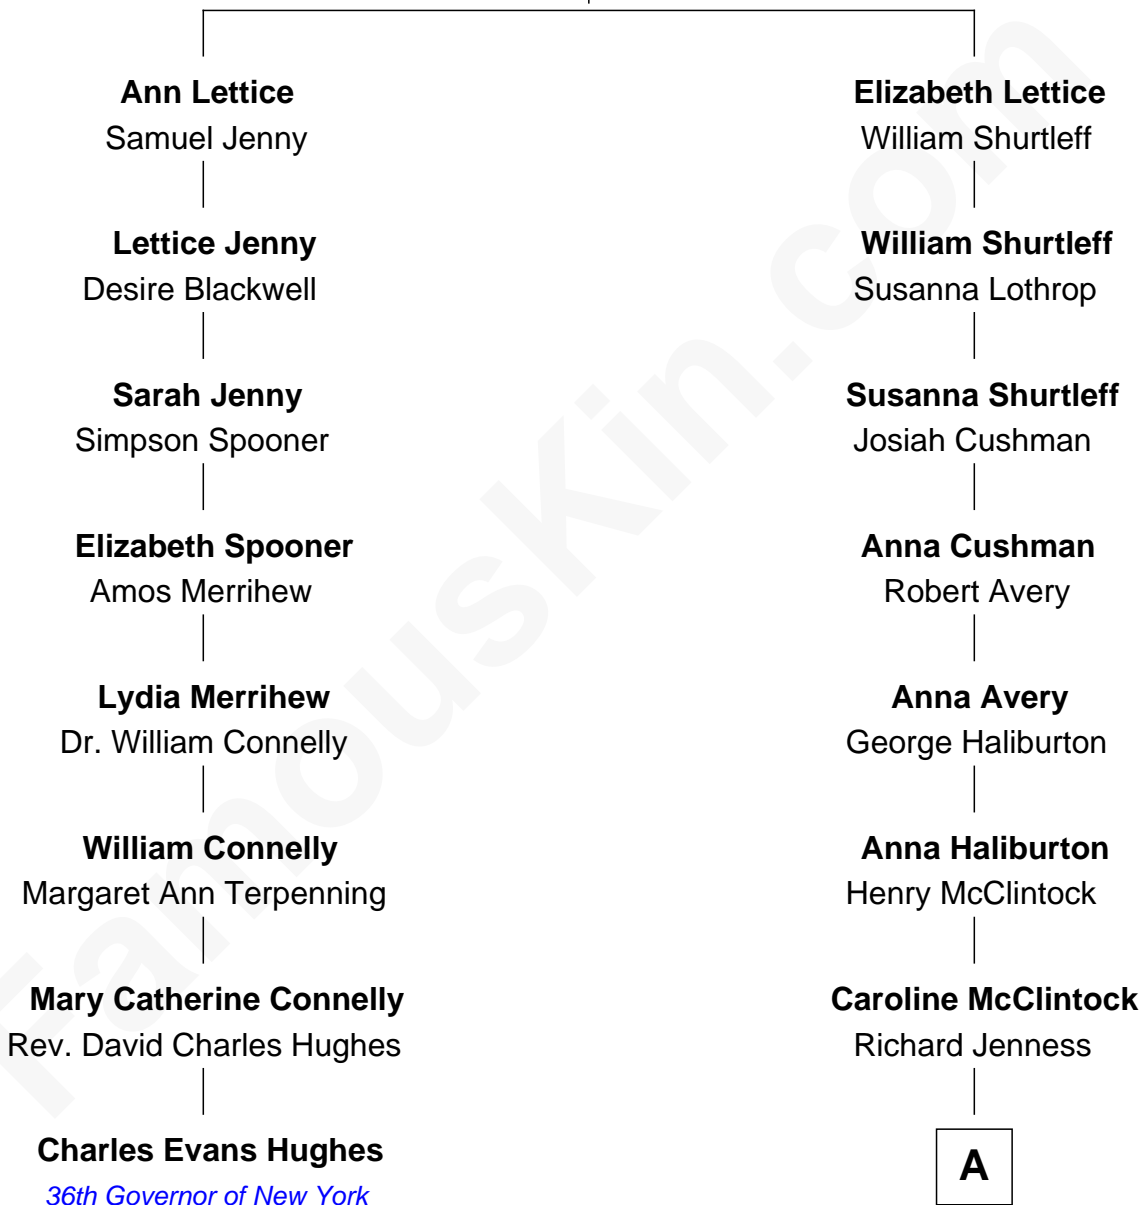 Ann Lettice
Samuel Jenny
Elizabeth Lettice
William Shurtleff
Lettice Jenny
Desire Blackwell
William Shurtleff
Susanna Lothrop
Sarah Jenny
Simpson Spooner
Susanna Shurtleff
Josiah Cushman
Elizabeth Spooner
Amos Merrihew
Anna Cushman
Robert Avery
Lydia Merrihew
Dr. William Connelly
Anna Avery
George Haliburton
William Connelly
Margaret Ann Terpenning
Anna Haliburton
Henry McClintock
Mary Catherine Connelly
Rev. David Charles Hughes
Caroline McClintock
Richard Jenness
Charles Evans Hughes
36th Governor of New York
A
FamousKin.com